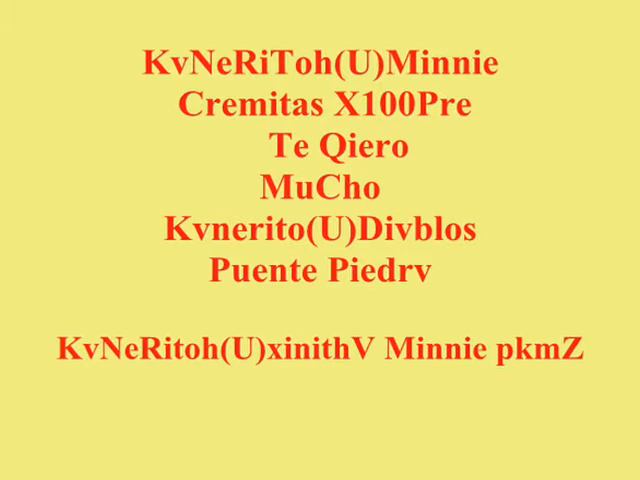 KvNeRiToh(U)Minnie
Cremitas X100Pre
Te Qiero
MuCho
Kvnerito(U)Divblos
Puente Piedrv
KvNeRitoh(U)xinithV Minnie pkmZ